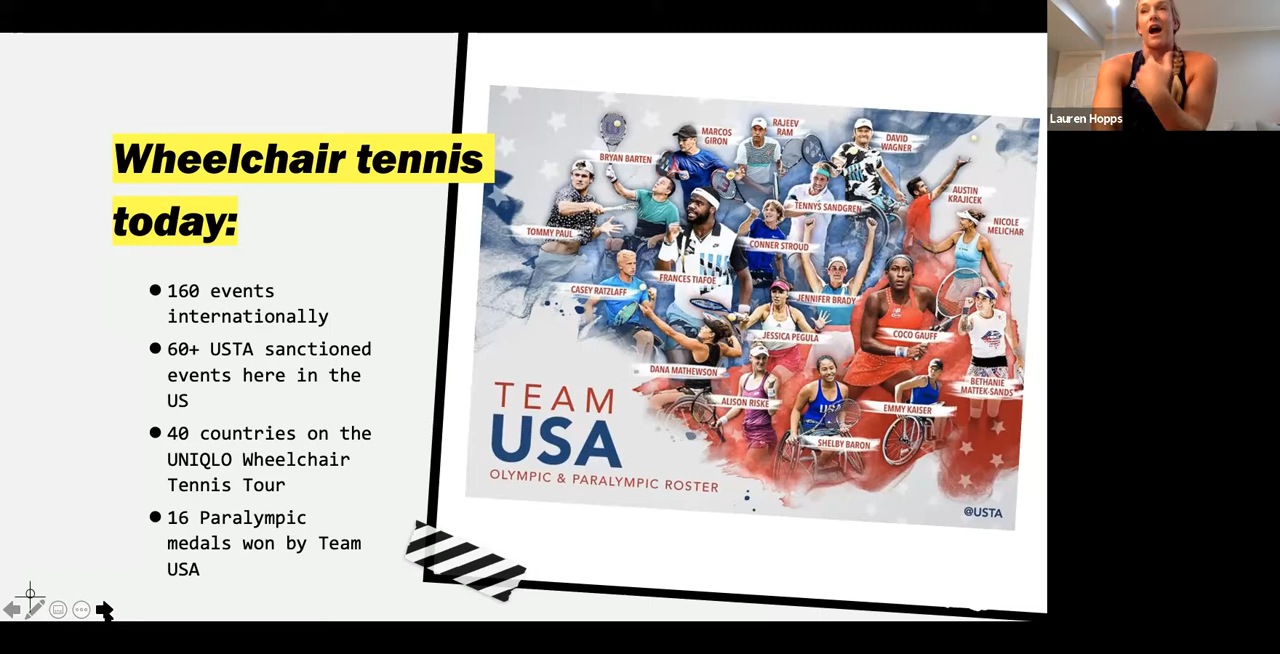 Wheelchair tennis
today:
160 events
internationally
60+ USTA sanctioned
events here in the
US
40 countries on the
UNIQLO Wheelchair
Tennis Tour
16 Paralympic
medals won by Team
USA
BRYAN BARTEN
MARCOS
GIRON
RAJEEV
RAM
DAVID
WAGNER
AUSTIN
KRAJICEK
NICOLE
MELICHAR
TOMMY PAUL
TENNYS SANDGREN
CONNER STROUD
CASEY RATZLAFF
FRANCES TIAFOE
JENNIFER BRADY
JESSICA PEGULA
COCO GAUFF
DANA MATHEWSON
ALISON RISKE
SHELBY BARON
EMMY KAISER
BETHANIE
MATTEK-SANDS
USA
TEAM
USA
OLYMPIC & PARALYMPIC ROSTER
@USTA
Lauren Hopps